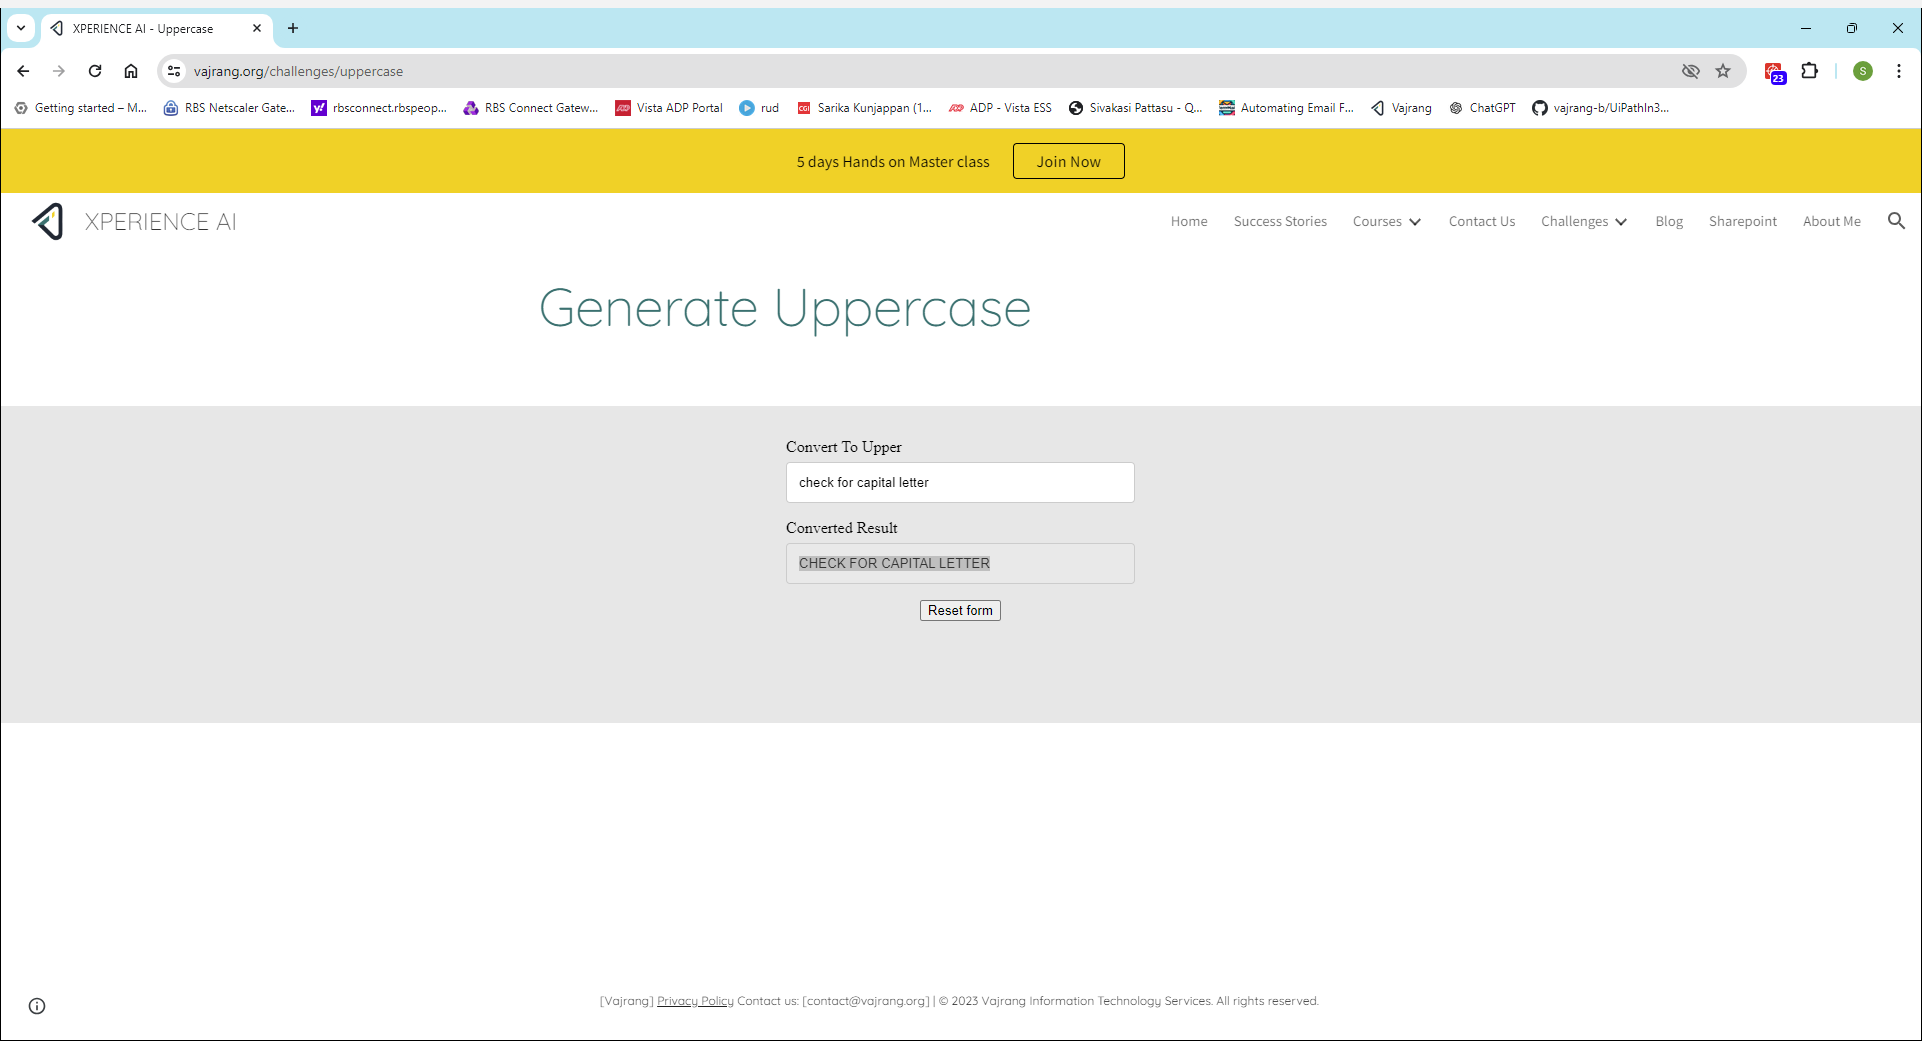 XPERIENCE AI - Uppercase
vajrang.org/challenges/uppercase
23
S
Getting started – M... RBS Netscaler Gate... rbsconnect.rbspeop... RBS Connect Gatew... Vista ADP Portal rud CGI Sarika Kunjappan (1... ADP - Vista ESS Sivakasi Pattasu - Q... Automating Email F... Vajrang ChatGPT vajrang-b/UiPathIn3...
5 days Hands on Master class Join Now
XPERIENCE AI Home Success Stories Courses Contact Us Challenges Blog Sharepoint About Me
Generate Uppercase
Convert To Upper
check for capital letter
Converted Result
CHECK FOR CAPITAL LETTER
Reset form
[Vajrang] Privacy Policy Contact us: [contact@vajrang.org] | © 2023 Vajrang Information Technology Services. All rights reserved.